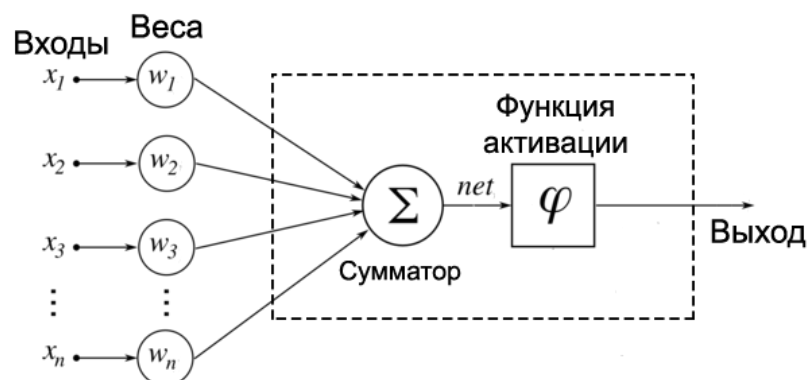 Входы
Веса
x1
w1
Функция
активации
x2
w2
Σ
net
φ
Выход
x3
w3
Сумматор
⋮
⋮
xn
wn